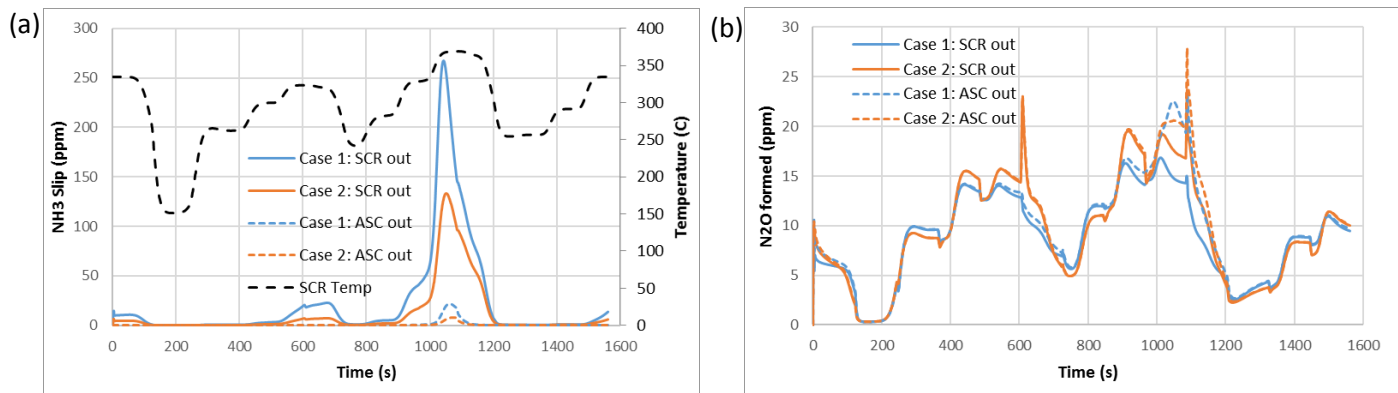 (a)
NH3 Slip (ppm)
300
250
200
150
100
50
0
400
350
300
250
200
150
100
50
0
Temperature (C)
Case 1: SCR out
Case 2: SCR out
Case 1: ASC out
Case 2: ASC out
SCR Temp
0 200 400 600 800 1000 1200 1400 1600
Time (s)
(b)
N2O formed (ppm)
30
25
20
15
10
5
0
Case 1: SCR out
Case 2: SCR out
Case 1: ASC out
Case 2: ASC out
0 200 400 600 800 1000 1200 1400 1600
Time (s)